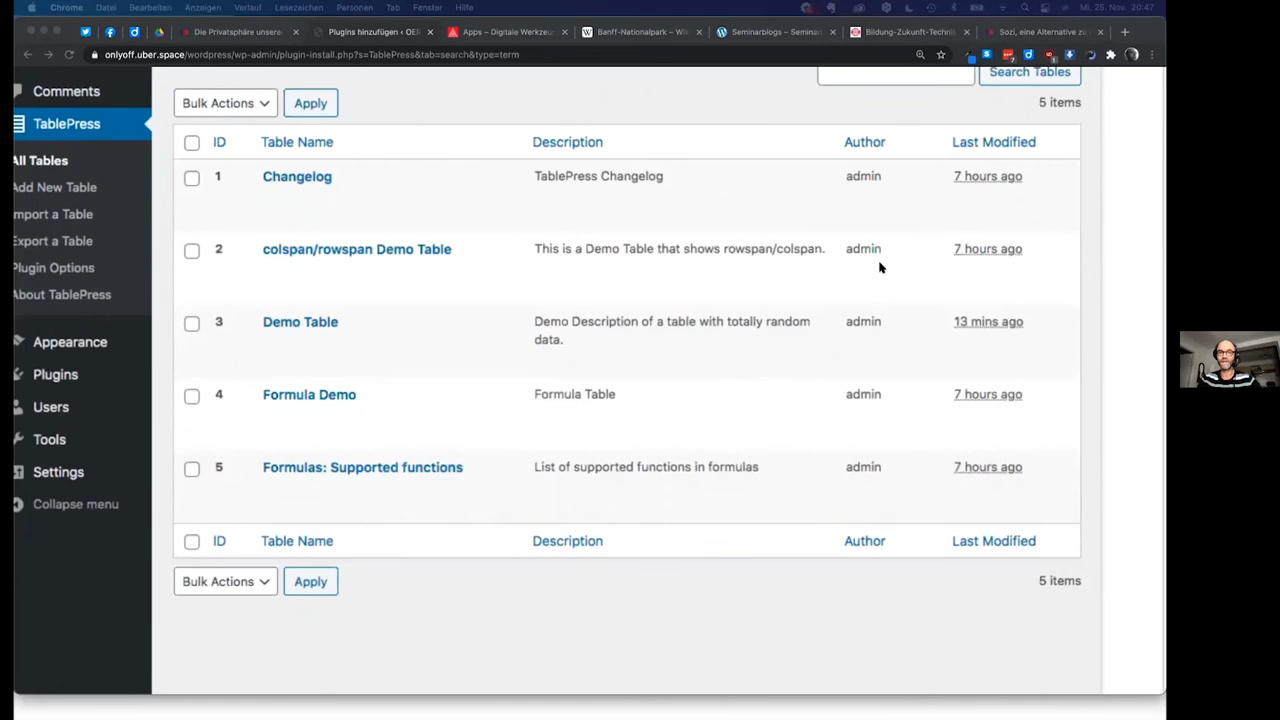 Chrome Datei Bearbeiten Anzeigen Verlauf Lesezeichen Personen Tab Fenster Hilfe Mi. 25. Nov. 20:47
Die Privatsphäre unserer Plugins hinzufügen ‹ OE Apps – Digitale Werkzeu Banff-Nationalpark – Wi Seminarblogs – Seminar Bildung-Zukunft-Techni Sozi, eine Alternative zu
onlyoff.uber.space/wordpress/wp-admin/plugin-install.php?s=TablePress&tab=search&type=term
Search Tables
Comments
Bulk Actions Apply 5 items
TablePress
ID Table Name Description Author Last Modified
All Tables
1 Changelog TablePress Changelog admin 7 hours ago
Add New Table
Import a Table
Export a Table
2 colspan/rowspan Demo Table This is a Demo Table that shows rowspan/colspan. admin 7 hours ago
Plugin Options
About TablePress
3 Demo Table Demo Description of a table with totally random admin 13 mins ago
data.
Appearance
Plugins
4 Formula Demo Formula Table admin 7 hours ago
Users
Tools
5 Formulas: Supported functions List of supported functions in formulas admin 7 hours ago
Settings
Collapse menu
ID Table Name Description Author Last Modified
Bulk Actions Apply 5 items